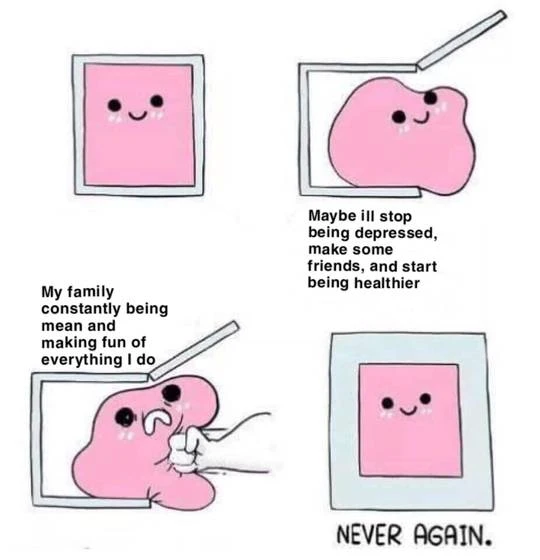 Maybe ill stop
being depressed,
make some
friends, and start
being healthier
My family
constantly being
mean and
making fun of
everything I do
NEVER AGAIN.